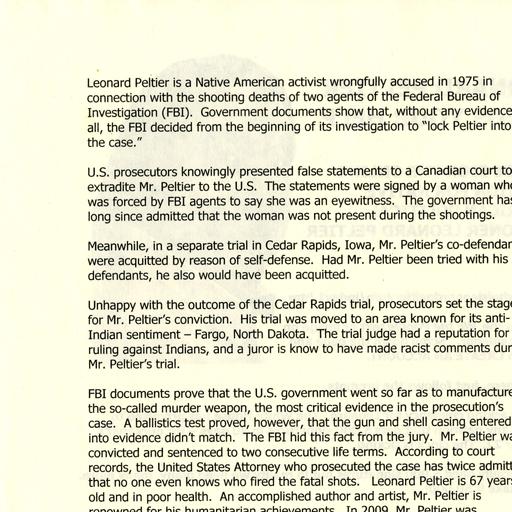 Leonard Peltier is a Native American activist wrongfully accused in 1975 in
connection with the shooting deaths of two agents of the Federal Bureau of
Investigation (FBI).  Government documents show that, without any evidence
all, the FBI decided from the beginning of its investigation to “lock Peltier into
the case.”
U.S. prosecutors knowingly presented false statements to a Canadian court to
extradite Mr. Peltier to the U.S.  The statements were signed by a woman who
was forced by FBI agents to say she was an eyewitness.  The government has
long since admitted that the woman was not present during the shootings.
Meanwhile, in a separate trial in Cedar Rapids, Iowa, Mr. Peltier’s co-defendan
were acquitted by reason of self-defense.  Had Mr. Peltier been tried with his
defendants, he also would have been acquitted.
Unhappy with the outcome of the Cedar Rapids trial, prosecutors set the stage
for Mr. Peltier’s conviction.  His trial was moved to an area known for its anti-
Indian sentiment – Fargo, North Dakota.  The trial judge had a reputation for
ruling against Indians, and a juror is know to have made racist comments dur
Mr. Peltier’s trial.
FBI documents prove that the U.S. government went so far as to manufacture
the so-called murder weapon, the most critical evidence in the prosecution’s
case.  A ballistics test proved, however, that the gun and shell casing entered
into evidence didn’t match.  The FBI hid this fact from the jury.  Mr. Peltier wa
convicted and sentenced to two consecutive life terms.  According to court
records, the United States Attorney who prosecuted the case has twice admitt
that no one even knows who fired the fatal shots.   Leonard Peltier is 67 years
old and in poor health.  An accomplished author and artist, Mr. Peltier is
renowned for his humanitarian achievements.  In 2009, Mr. Peltier was